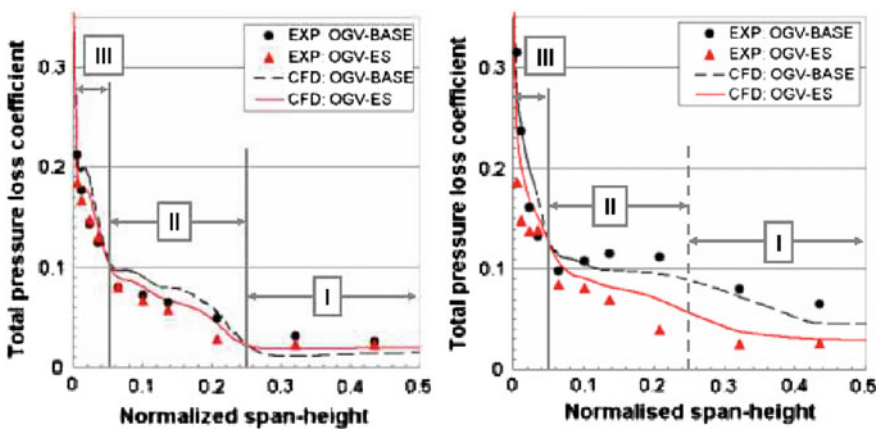 Total pressure loss coefficient
0.3
0.2
0.1
0
III
II
I
EXP: OGV-BASE
EXP: OGV-ES
CFD: OGV-BASE
CFD: OGV-ES
0 0.1 0.2 0.3 0.4 0.5
Normalized span-height
Total pressure loss coefficient
0.3
0.2
0.1
0
III
II
I
EXP: OGV-BASE
EXP: OGV-ES
CFD: OGV-BASE
CFD: OGV-ES
0 0.1 0.2 0.3 0.4 0.5
Normalised span-height